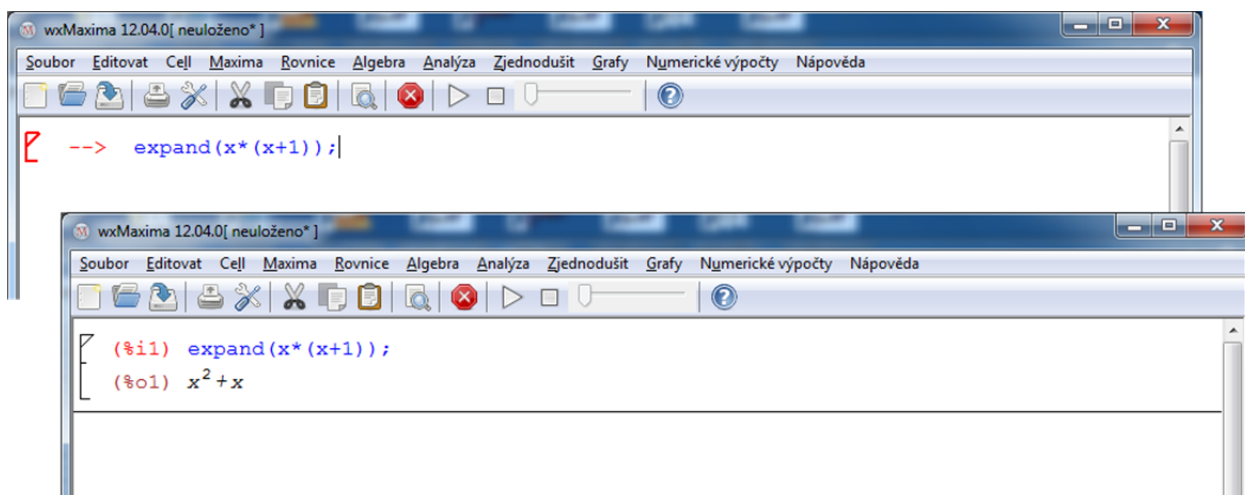 wxMaxima 12.04.0[ neuloženo* ]
Soubor Editovat Cell Maxima Rovnice Algebra Analýza Zjednodušit Grafy Numerické výpočty Nápověda
--> expand(x*(x+1));
wxMaxima 12.04.0[ neuloženo* ]
Soubor Editovat Cell Maxima Rovnice Algebra Analýza Zjednodušit Grafy Numerické výpočty Nápověda
(%i1) expand(x*(x+1));
(%o1) x²+x